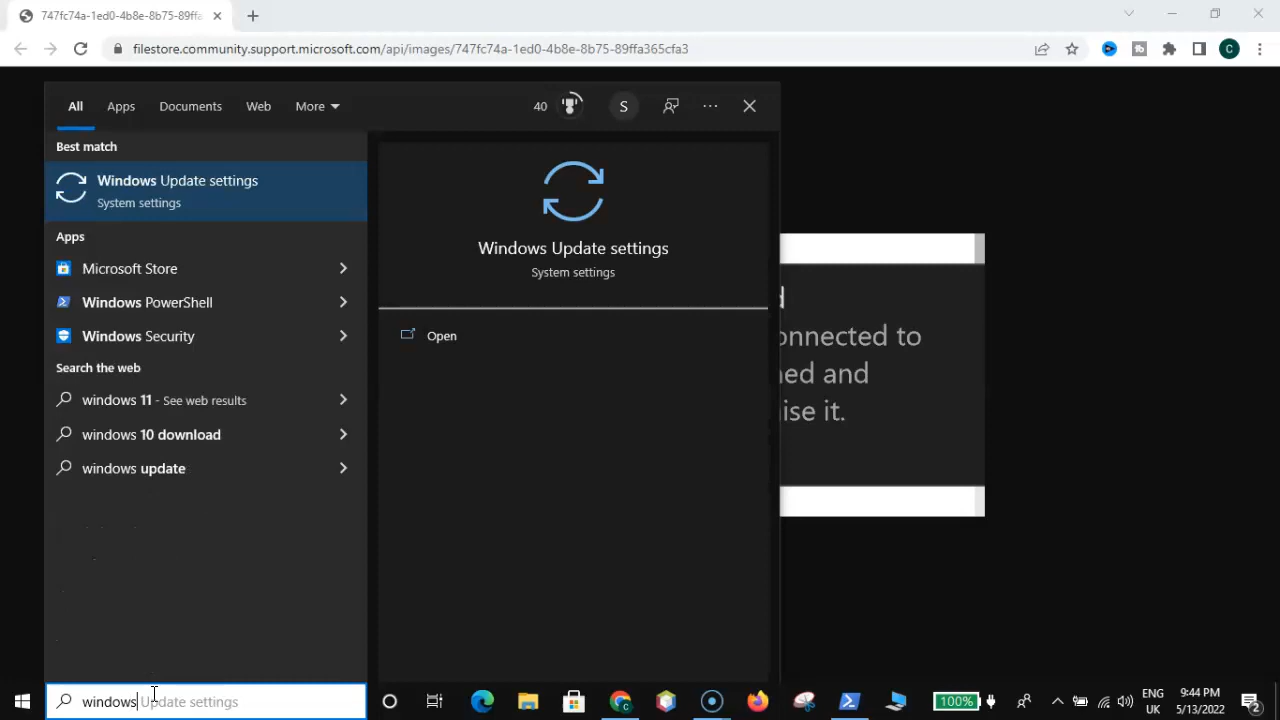 747fc74a-1ed0-4b8e-8b75-89ffa
filestore.community.support.microsoft.com/api/images/747fc74a-1ed0-4b8e-8b75-89ffa365cfa3
C
All Apps Documents Web More 40 S
Best match
Windows Update settings
System settings
Apps
Microsoft Store
Windows PowerShell
Windows Security
Search the web
windows 11 - See web results
windows 10 download
windows update
Windows Update settings
System settings
Open
onnected to
and
it.
windows Update settings
100%
ENG
UK
9:44 PM
5/13/2022
2